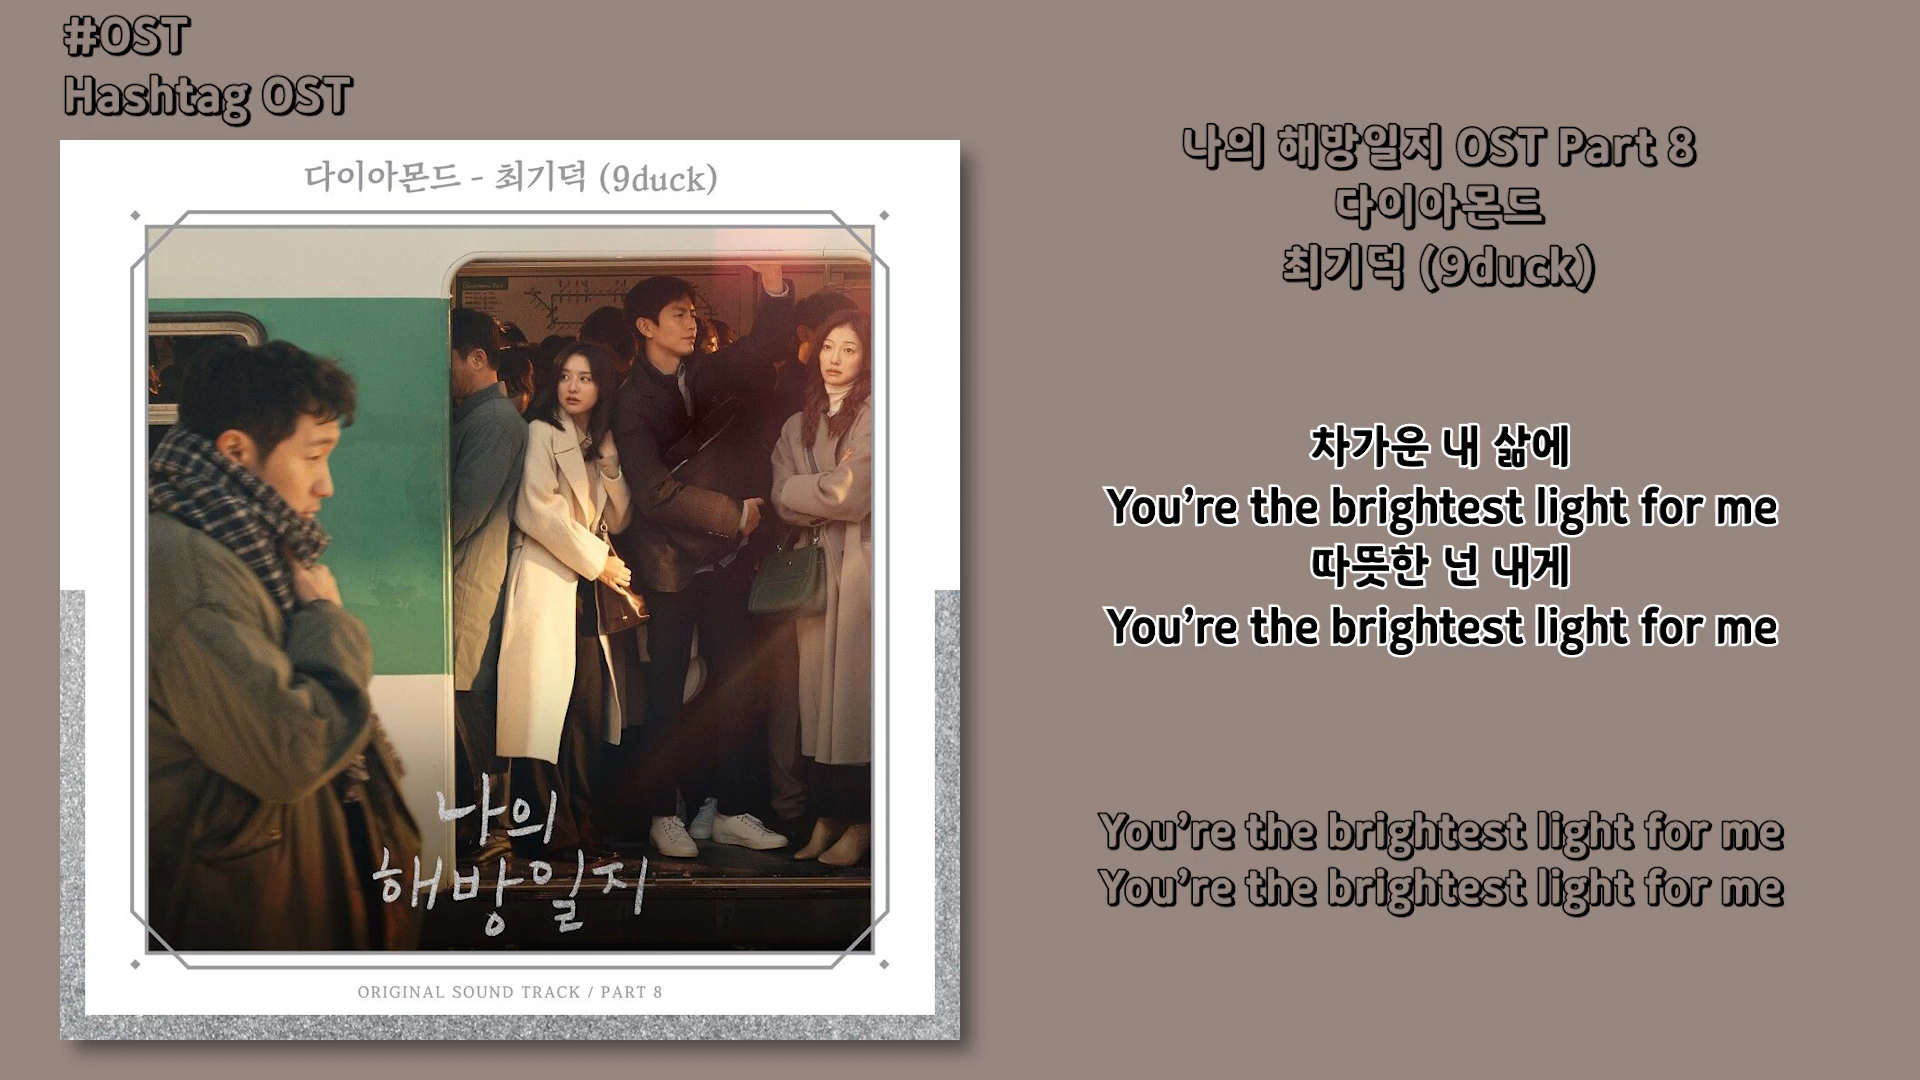 #OST
Hashtag OST
다이아몬드 - 최기덕 (9duck)
나의
해방일지
ORIGINAL SOUND TRACK / PART 8
나의 해방일지 OST Part 8
다이아몬드
최기덕 (9duck)
차가운 내 삶에
You’re the brightest light for me
따뜻한 넌 내게
You’re the brightest light for me
You’re the brightest light for me
You’re the brightest light for me